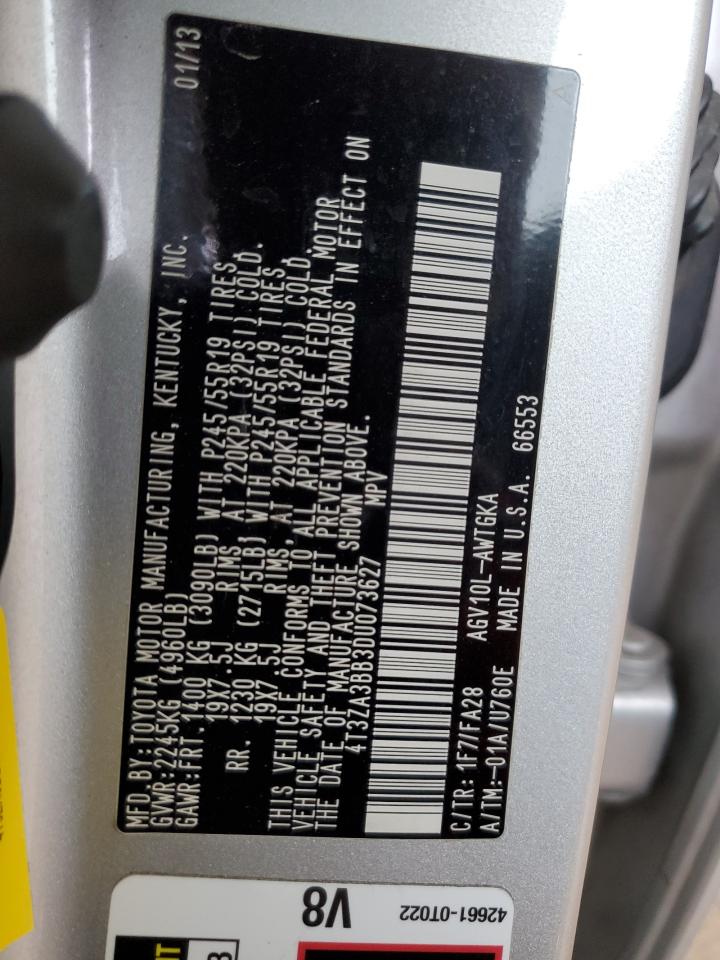 MFD.BY:TOYOTA MOTOR MANUFACTURING, KENTUCKY, INC. 01/13
GVWR:2245KG (4960LB)
GAWR:FRT. 1400 KG (3090LB) WITH P245/55R19 TIRES,
19X7.5J RIMS, AT 220KPA (32PSI) COLD.
RR. 1230 KG (2715LB) WITH P245/55R19 TIRES,
19X7.5J RIMS, AT 220KPA (32PSI) COLD.
THIS VEHICLE CONFORMS TO ALL APPLICABLE FEDERAL MOTOR
VEHICLE SAFETY AND THEFT PREVENTION STANDARDS IN EFFECT ON
THE DATE OF MANUFACTURE SHOWN ABOVE.
4T3ZA3BB3DU073627 MPV
C/TR:1F7/FA28 AGV10L-AWTGKA
A/TM:-01A/U760E MADE IN U.S.A. 66553
42661-0T022
V8